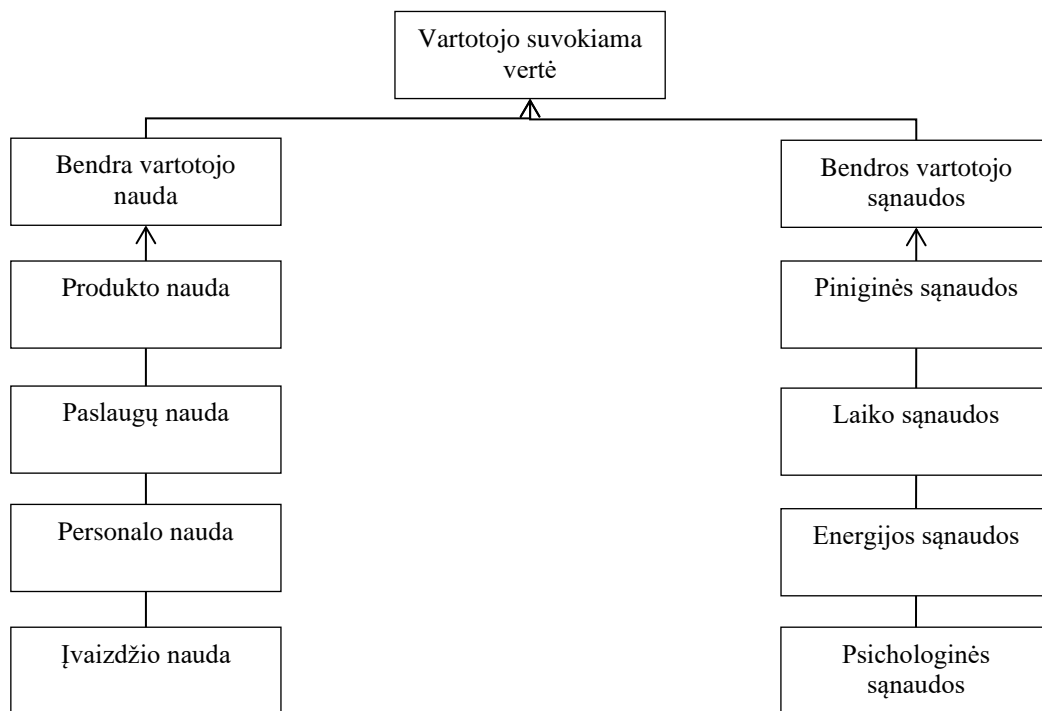 Vartotojo suvokiama
vertė
Bendra vartotojo
nauda
Bendros vartotojo
sąnaudos
Produkto nauda
Piniginės sąnaudos
Paslaugų nauda
Laiko sąnaudos
Personalo nauda
Energijos sąnaudos
Įvaizdžio nauda
Psichologinės
sąnaudos